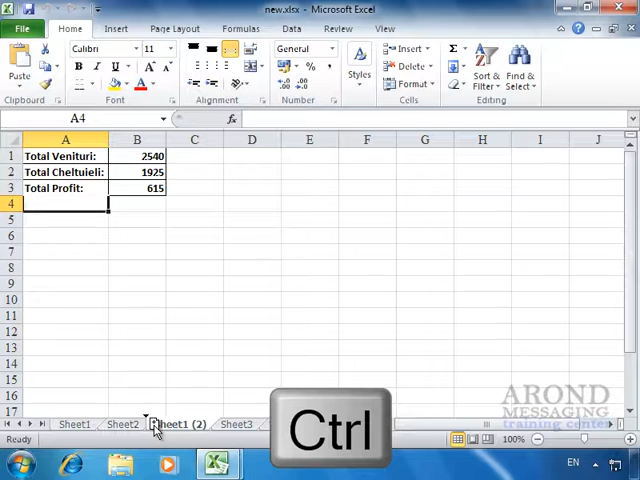 new.xlsx - Microsoft Excel
File Home Insert Page Layout Formulas Data Review View
Paste Calibri 11 General Styles Insert Delete Format Sort & Filter Find & Select
Clipboard Font Alignment Number Cells Editing
A4 fx
A B C D E F G H I J
1 Total Venituri: 2540
2 Total Cheltuieli: 1925
3 Total Profit: 615
4
5
6
7
8
9
10
11
12
13
14
15
16
17
Ctrl
AROND
MESSAGING
training center
Sheet1 Sheet2 Sheet1 (2) Sheet3
Ready 100%
EN